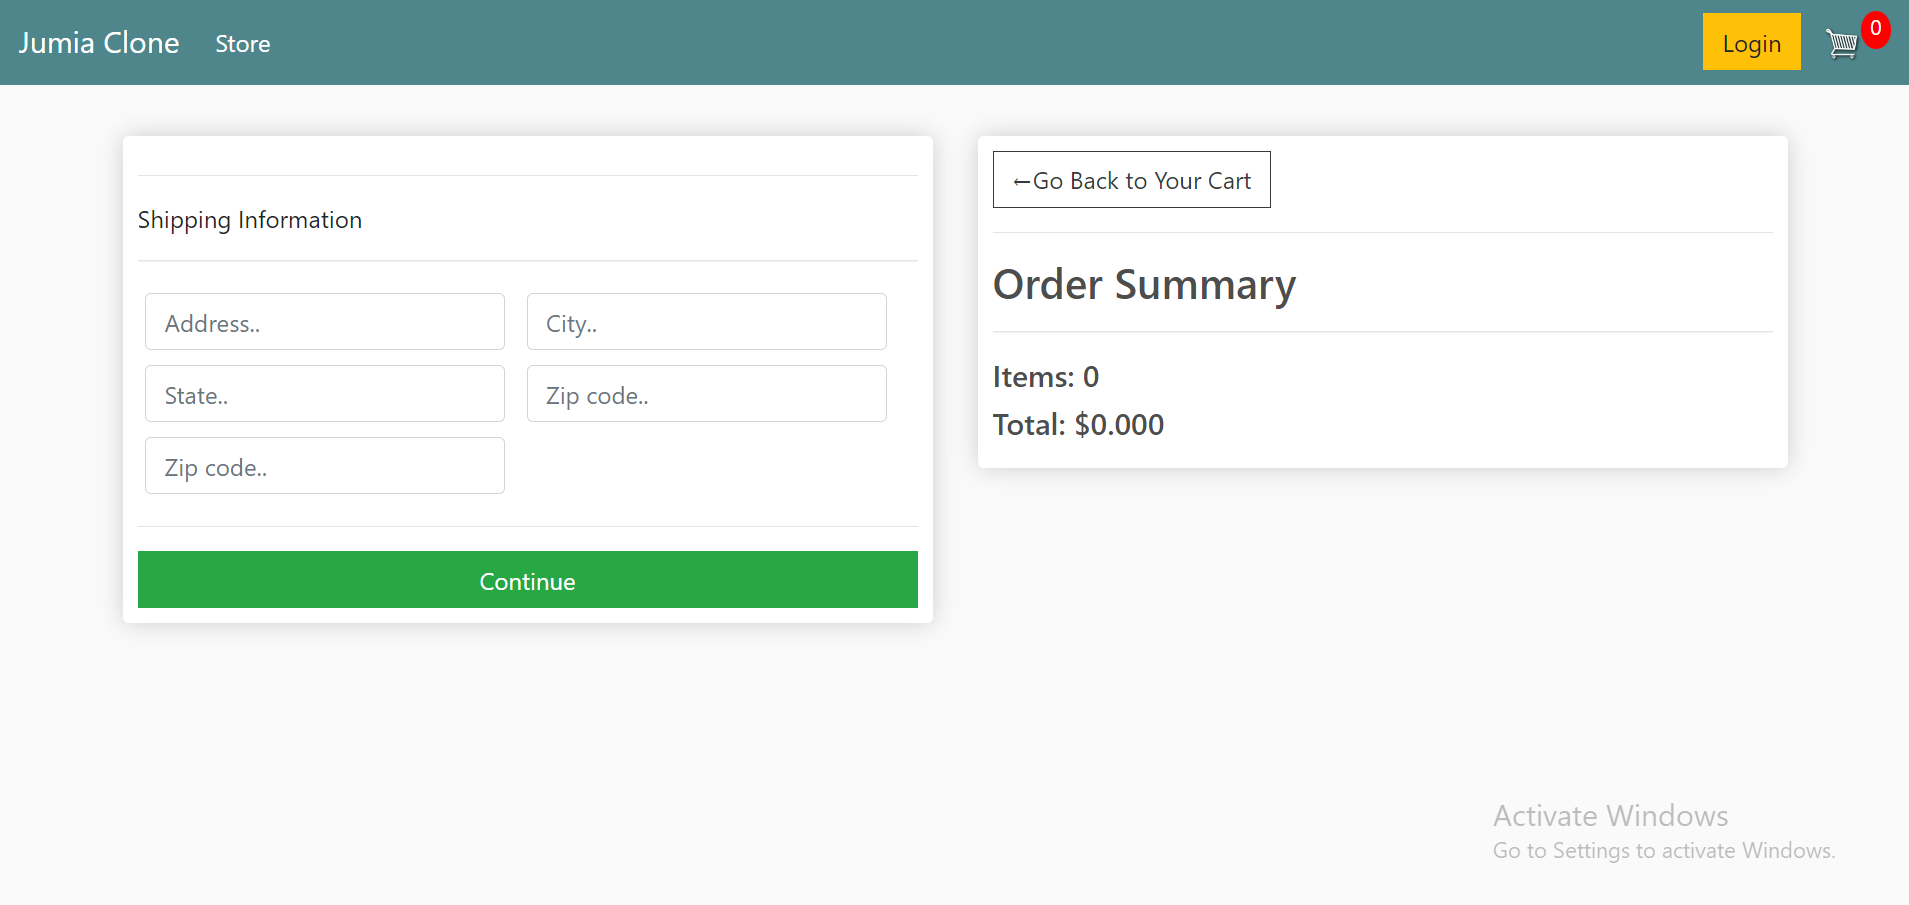 Jumia Clone Store Login 0
Shipping Information
Address.. City..
State.. Zip code..
Zip code..
Continue
←Go Back to Your Cart
Order Summary
Items: 0
Total: $0.000
Activate Windows
Go to Settings to activate Windows.